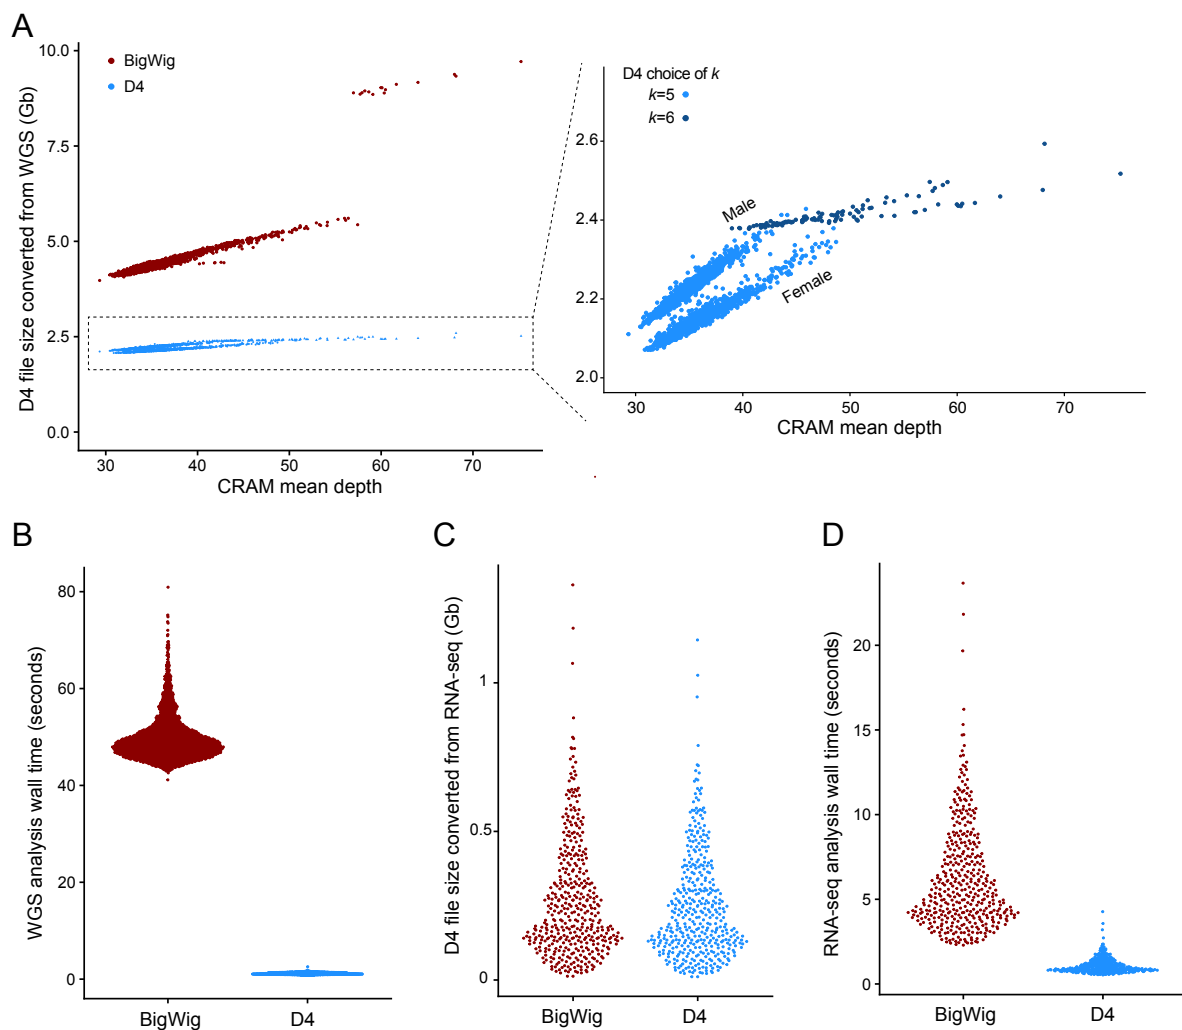 A
D4 file size converted from WGS (Gb)
10.0
7.5
5.0
2.5
0.0
BigWig
D4
30
40
50
60
70
CRAM mean depth
D4 choice of k
k=5
k=6
2.6
2.4
2.2
2.0
Male
Female
30
40
50
60
70
CRAM mean depth
B
WGS analysis wall time (seconds)
80
60
40
20
0
BigWig
D4
C
D4 file size converted from RNA-seq (Gb)
1
0.5
0
BigWig
D4
D
RNA-seq analysis wall time (seconds)
20
15
10
5
0
BigWig
D4